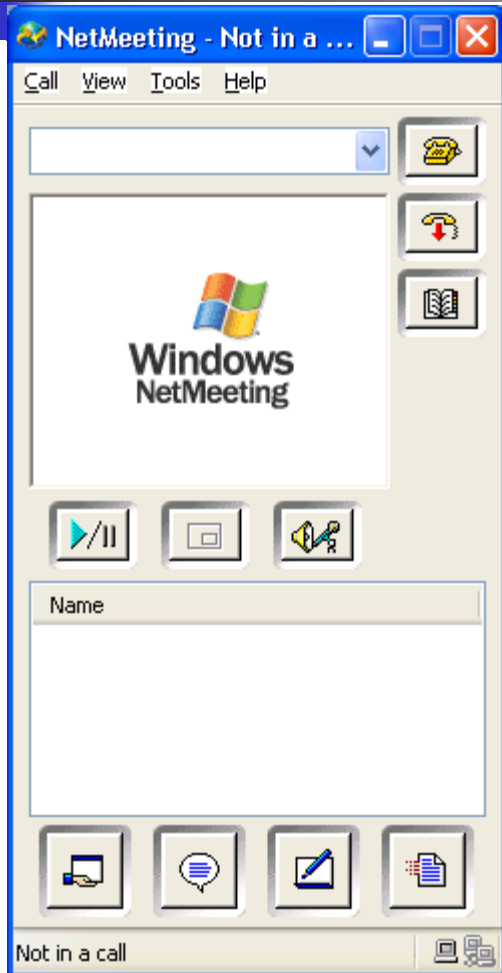 NetMeeting - Not in a ...
Call View Tools Help
Windows
NetMeeting
Name
Not in a call